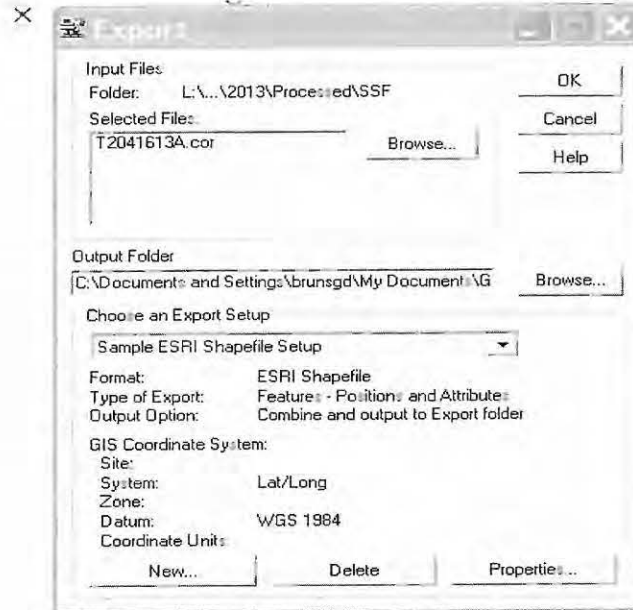 Export
Input Files
Folder: L:\...\2013\Processed\SSF
Selected Files:
T2041613A.cor
Browse...
OK
Cancel
Help
Output Folder
C:\Documents and Settings\brunsgd\My Documents\G
Browse...
Choose an Export Setup
Sample ESRI Shapefile Setup
Format: ESRI Shapefile
Type of Export: Features - Positions and Attributes
Output Option: Combine and output to Export folder
GIS Coordinate System:
Site:
System: Lat/Long
Zone:
Datum: WGS 1984
Coordinate Units:
New... Delete Properties...